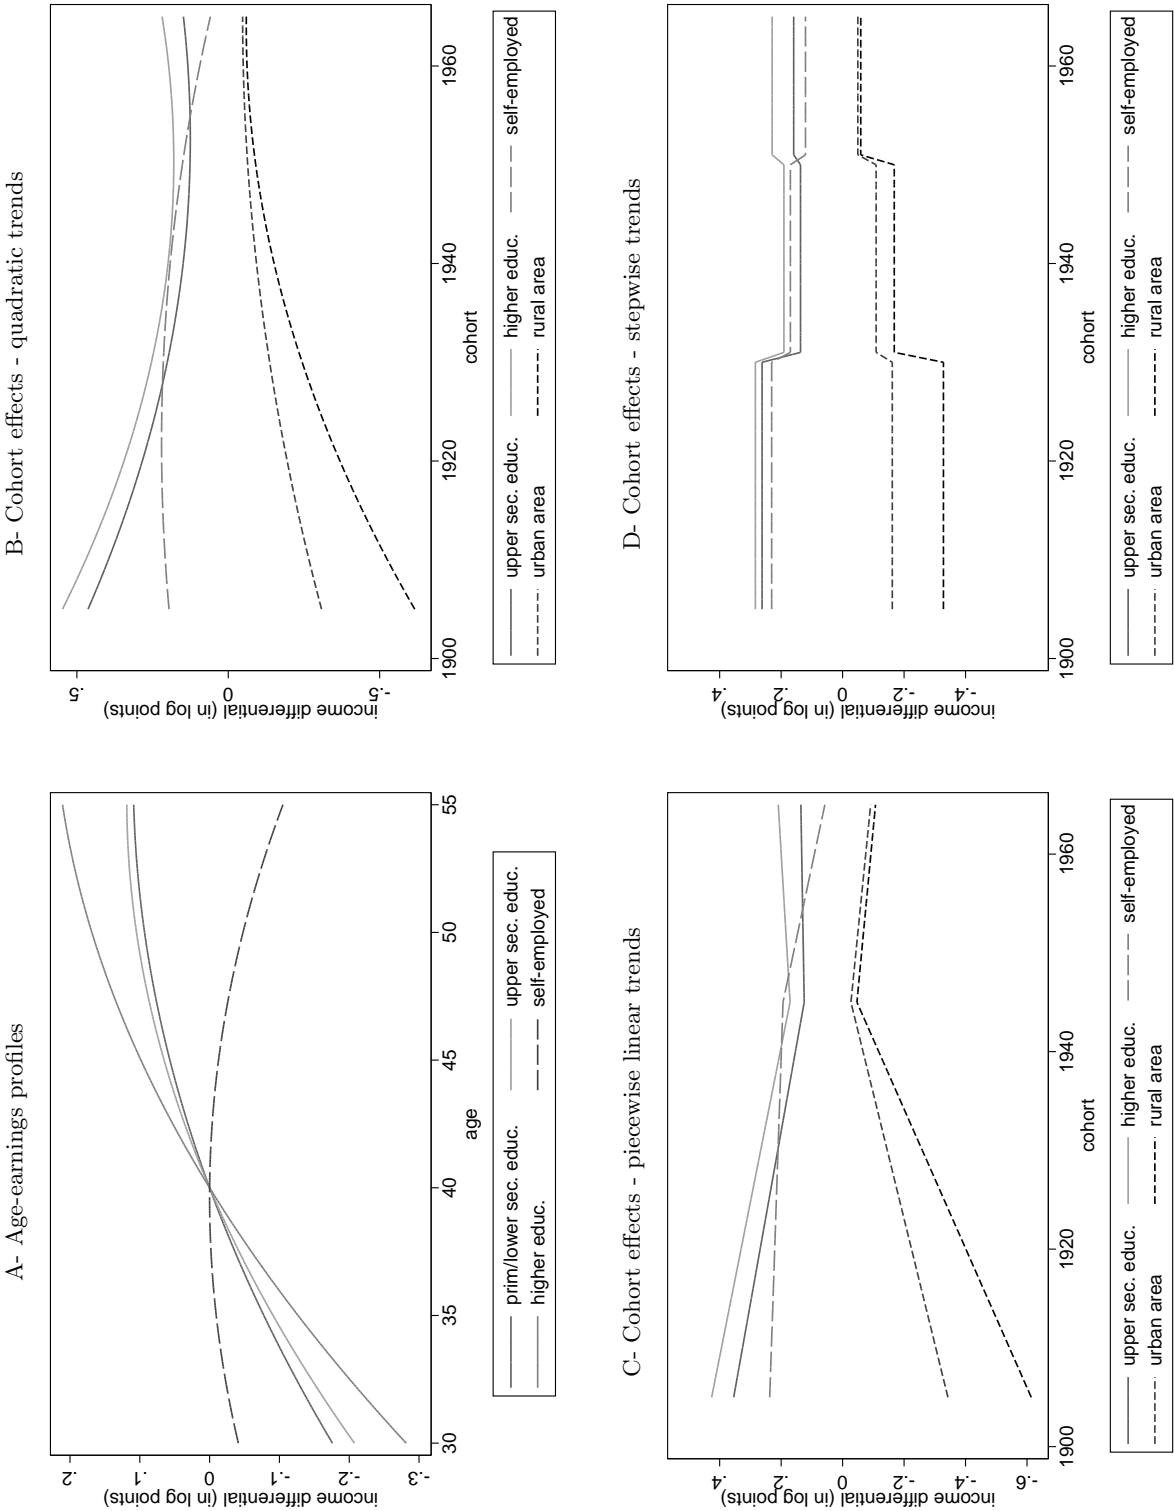 A- Age-earnings profiles
income differential (in log points)
.2
.1
0
-.1
-.2
-.3
30
35
40
45
50
55
age
prim/lower sec. educ.
upper sec. educ.
higher educ.
self-employed
B- Cohort effects - quadratic trends
income differential (in log points)
.5
0
-.5
1900
1920
1940
1960
cohort
upper sec. educ.
higher educ.
self-employed
urban area
rural area
C- Cohort effects - piecewise linear trends
income differential (in log points)
.4
.2
0
-.2
-.4
-.6
1900
1920
1940
1960
cohort
upper sec. educ.
higher educ.
self-employed
urban area
rural area
D- Cohort effects - stepwise trends
income differential (in log points)
.4
.2
0
-.2
-.4
1900
1920
1940
1960
cohort
upper sec. educ.
higher educ.
self-employed
urban area
rural area